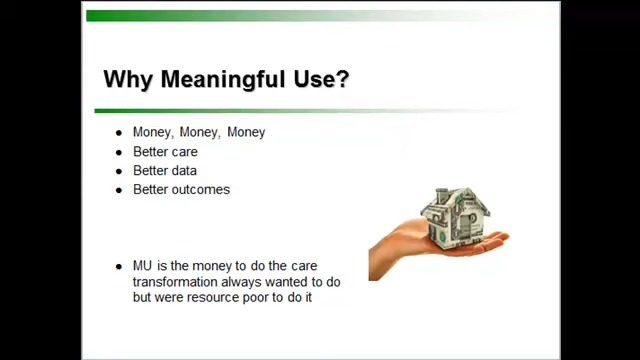 Why Meaningful Use?
● Money, Money, Money
● Better care
● Better data
● Better outcomes
● MU is the money to do the care
transformation always wanted to do
but were resource poor to do it